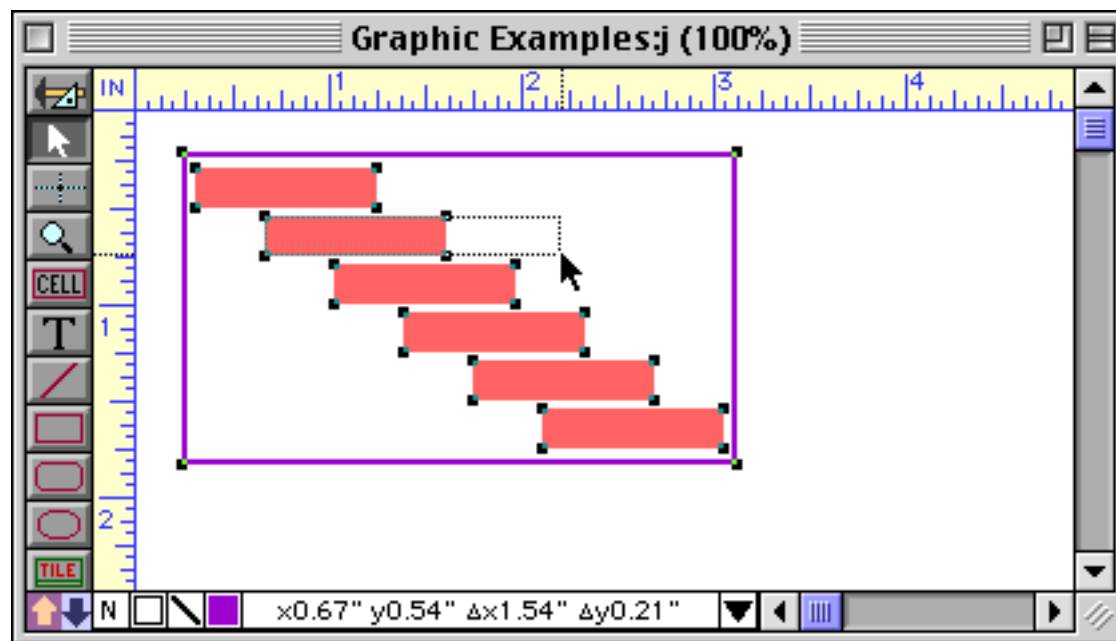 Graphic Examples:j (100%)
IN 1 2 3 4
CELL
T
1
2
TILE
N x0.67" y0.54" Δx1.54" Δy0.21"